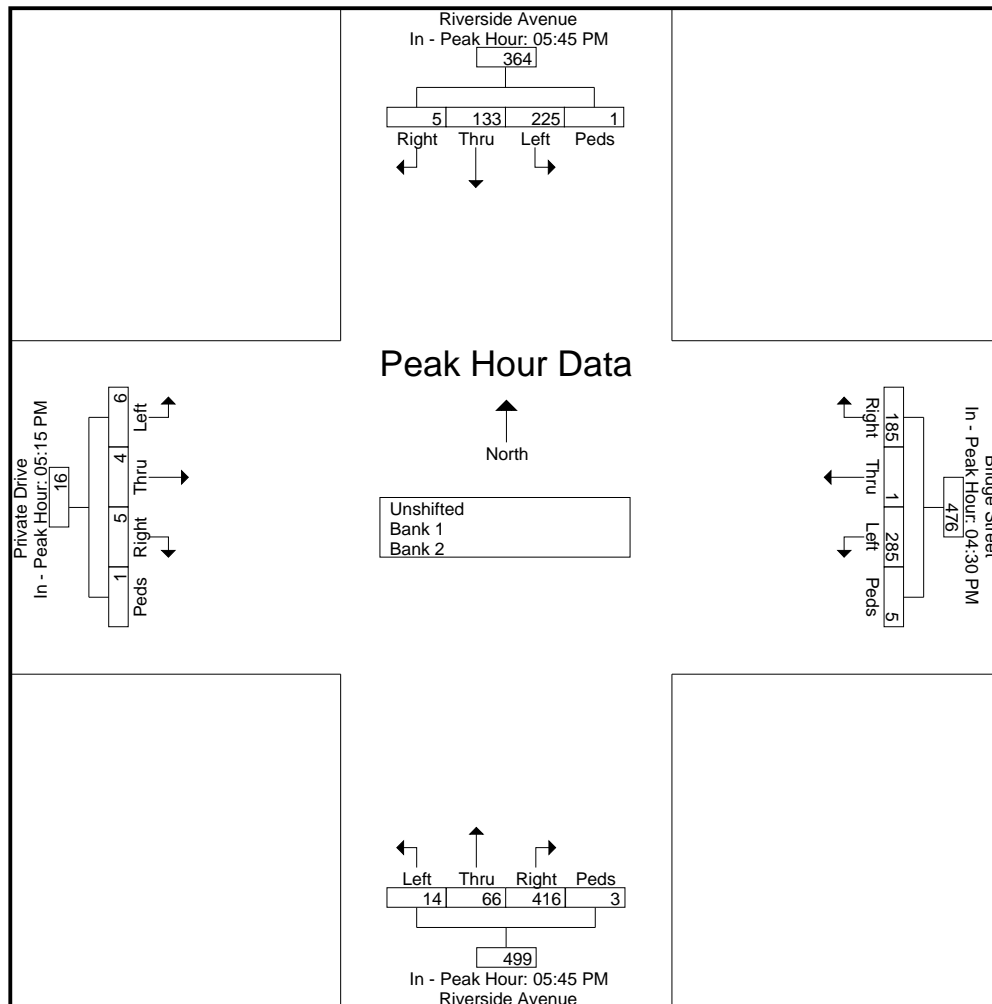 Riverside Avenue
In - Peak Hour: 05:45 PM
364
5 133 225 1
Right Thru Left Peds
Peak Hour Data
North
Unshifted
Bank 1
Bank 2
Private Drive
In - Peak Hour: 05:15 PM
16
6 4 5 1
Left Thru Right Peds
Bridge Street
In - Peak Hour: 04:30 PM
476
185 1 285 5
Right Thru Left Peds
Left Thru Right Peds
14 66 416 3
499
In - Peak Hour: 05:45 PM
Riverside Avenue